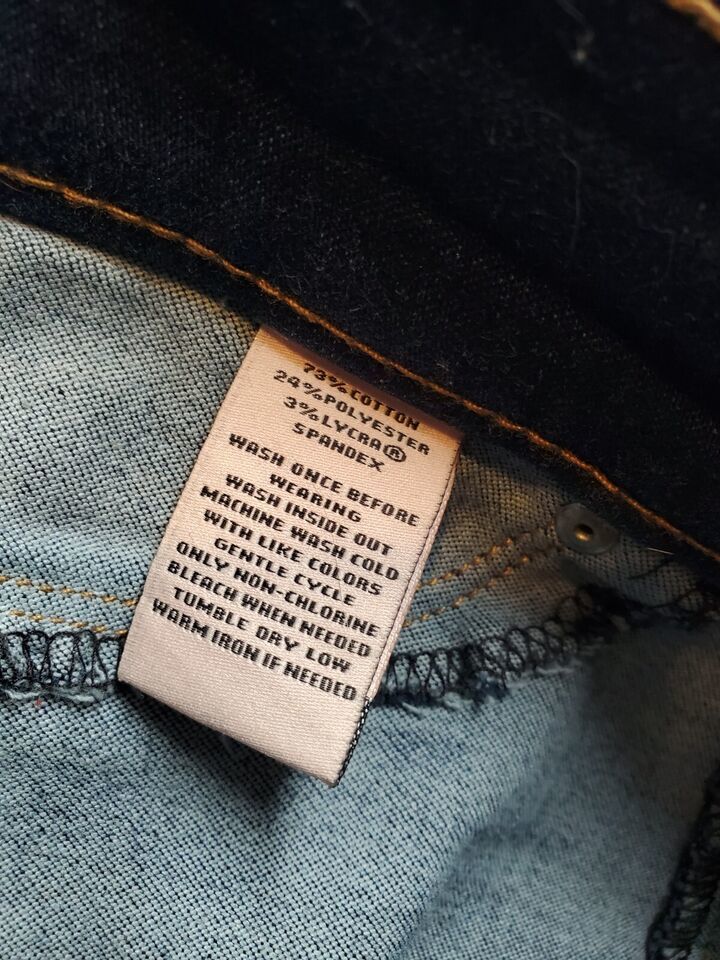 73%COTTON
24%POLYESTER
3%LYCRA®
SPANDEX
WASH ONCE BEFORE
WEARING
WASH INSIDE OUT
MACHINE WASH COLD
WITH LIKE COLORS
GENTLE CYCLE
ONLY NON-CHLORINE
BLEACH WHEN NEEDED
TUMBLE DRY LOW
WARM IRON IF NEEDED